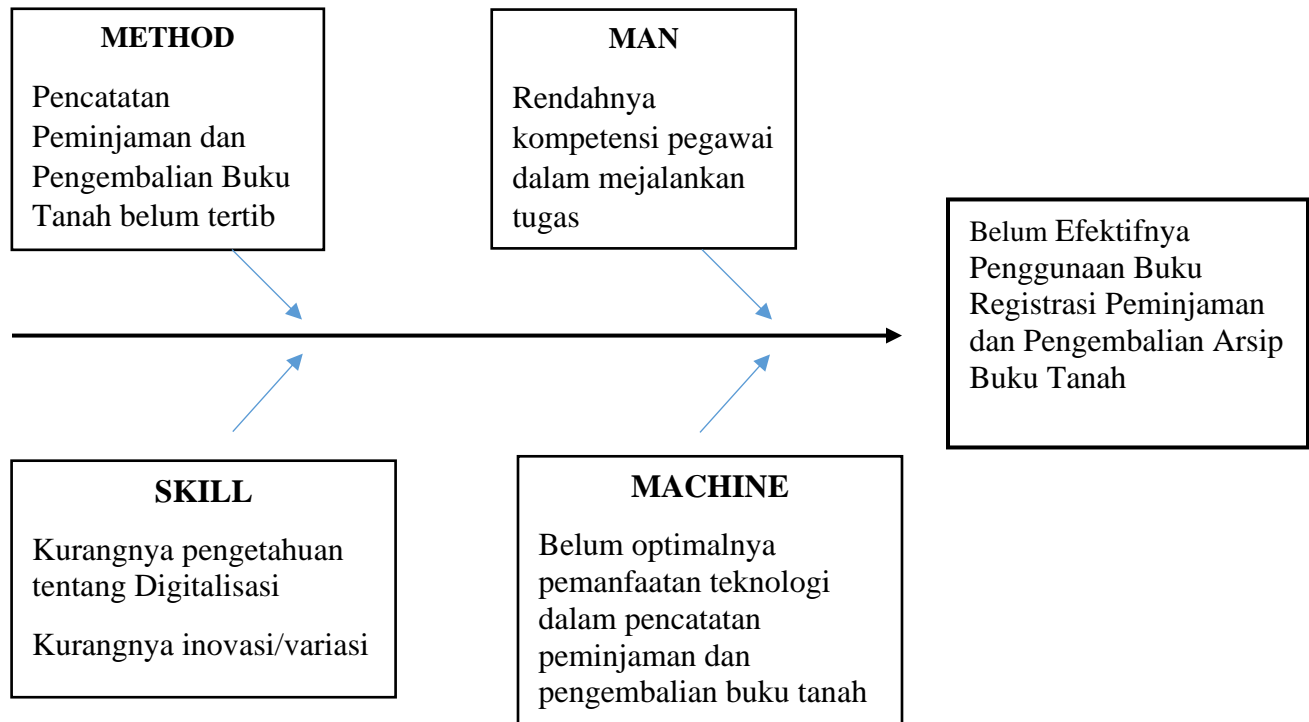 METHOD
Pencatatan
Peminjaman dan
Pengembalian Buku
Tanah belum tertib
MAN
Rendahnya
kompetensi pegawai
dalam mejalankan
tugas
Belum Efektifnya
Penggunaan Buku
Registrasi Peminjaman
dan Pengembalian Arsip
Buku Tanah
SKILL
Kurangnya pengetahuan
tentang Digitalisasi
Kurangnya inovasi/variasi
MACHINE
Belum optimalnya
pemanfaatan teknologi
dalam pencatatan
peminjaman dan
pengembalian buku tanah